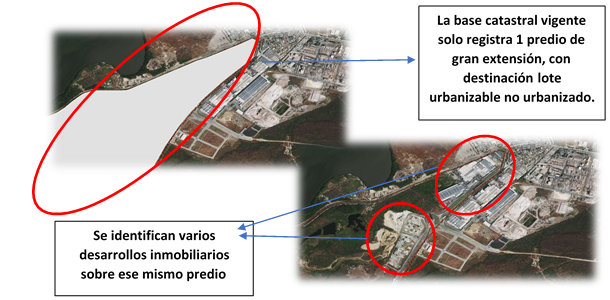 La base catastral vigente
solo registra 1 predio de
gran extensión, con
destinación lote
urbanizable no urbanizado.
Se identifican varios
desarrollos inmobiliarios
sobre ese mismo predio